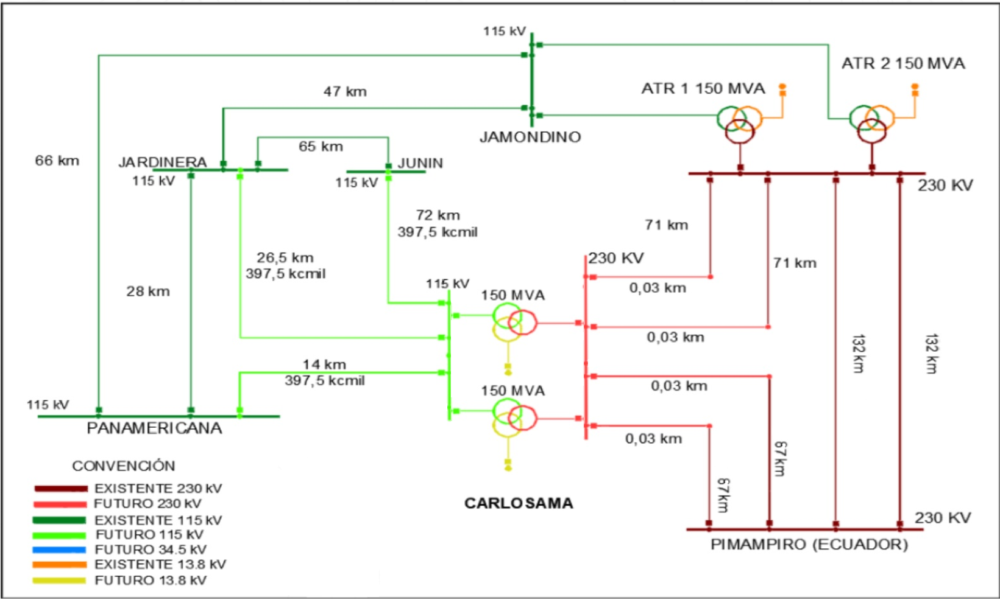 115 kV
ATR 2 150 MVA
ATR 1 150 MVA
47 km
JAMONDINO
65 km
66 km
JARDINERA
JUNIN
115 kV
115 kV
230 KV
72 km
397,5 kcmil
71 km
26,5 km
397,5 kcmil
230 KV
71 km
28 km
115 kV
150 MVA
0,03 km
0,03 km
132 km
132 km
14 km
397,5 kcmil
150 MVA
0,03 km
115 kV
PANAMERICANA
0,03 km
67 km
67 km
CONVENCIÓN
EXISTENTE 230 kV
FUTURO 230 kV
EXISTENTE 115 kV
FUTURO 115 kV
FUTURO 34.5 kV
EXISTENTE 13.8 kV
FUTURO 13.8 kV
CARLOSAMA
230 KV
PIMAMPIRO (ECUADOR)